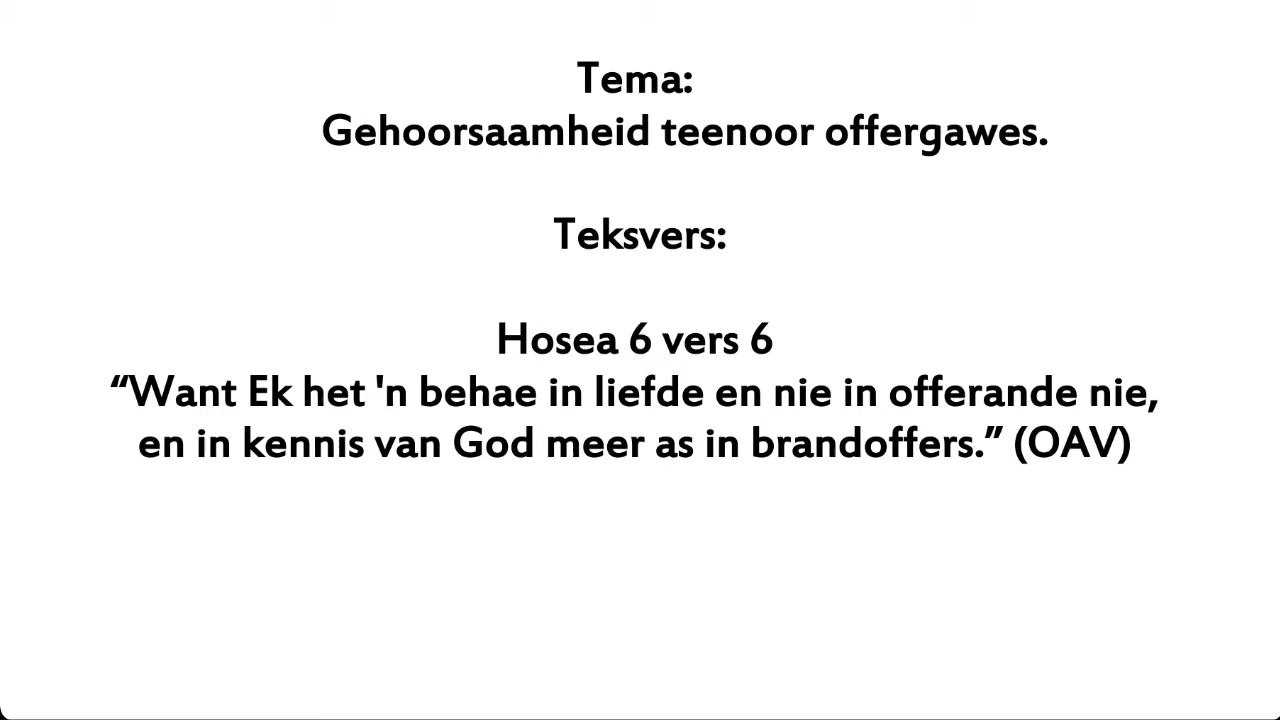 Tema:
Gehoorsaamheid teenoor offergawes.
Teksvers:
Hosea 6 vers 6
“Want Ek het 'n behae in liefde en nie in offerande nie,
en in kennis van God meer as in brandoffers.” (OAV)